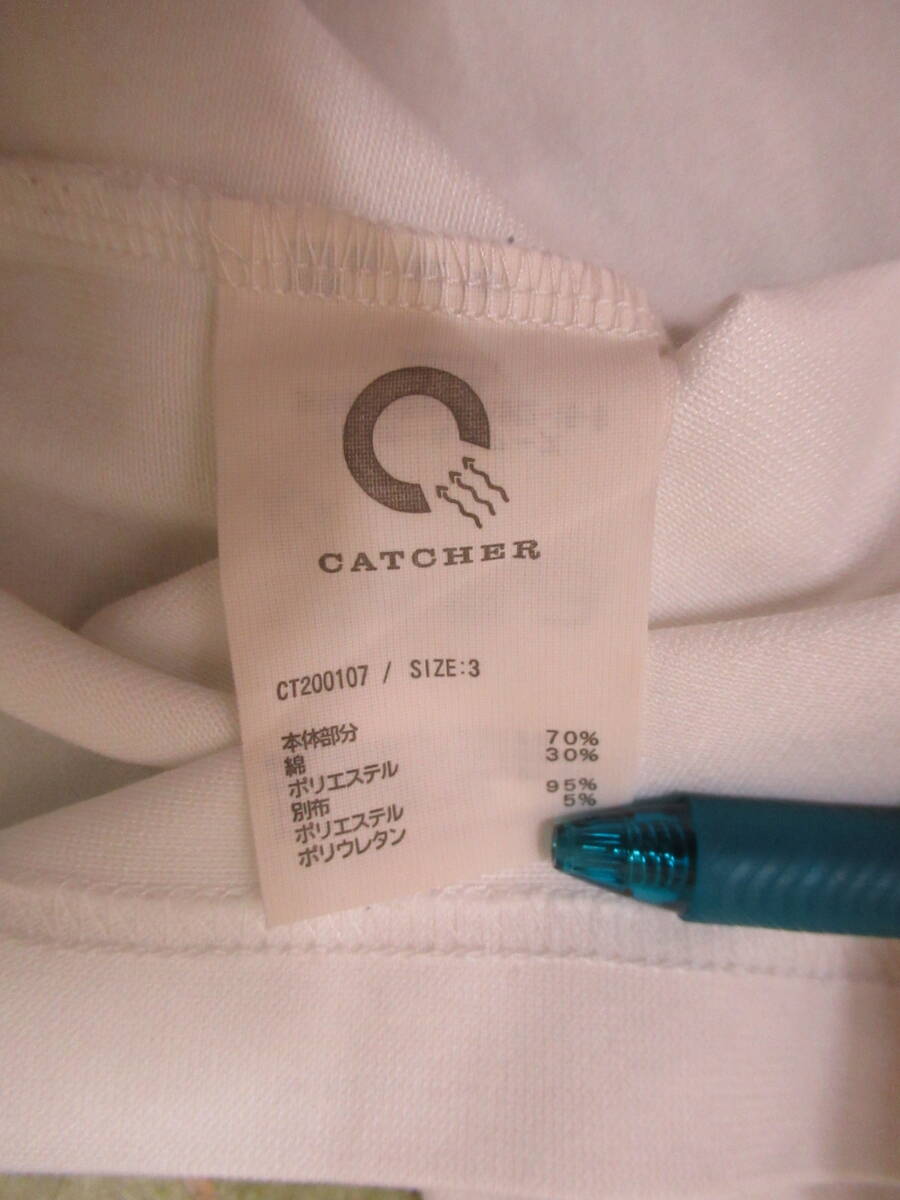 CATCHER
CT200107 / SIZE:3
本体部分
綿 70%
ポリエステル 30%
別布
ポリエステル 95%
ポリウレタン 5%